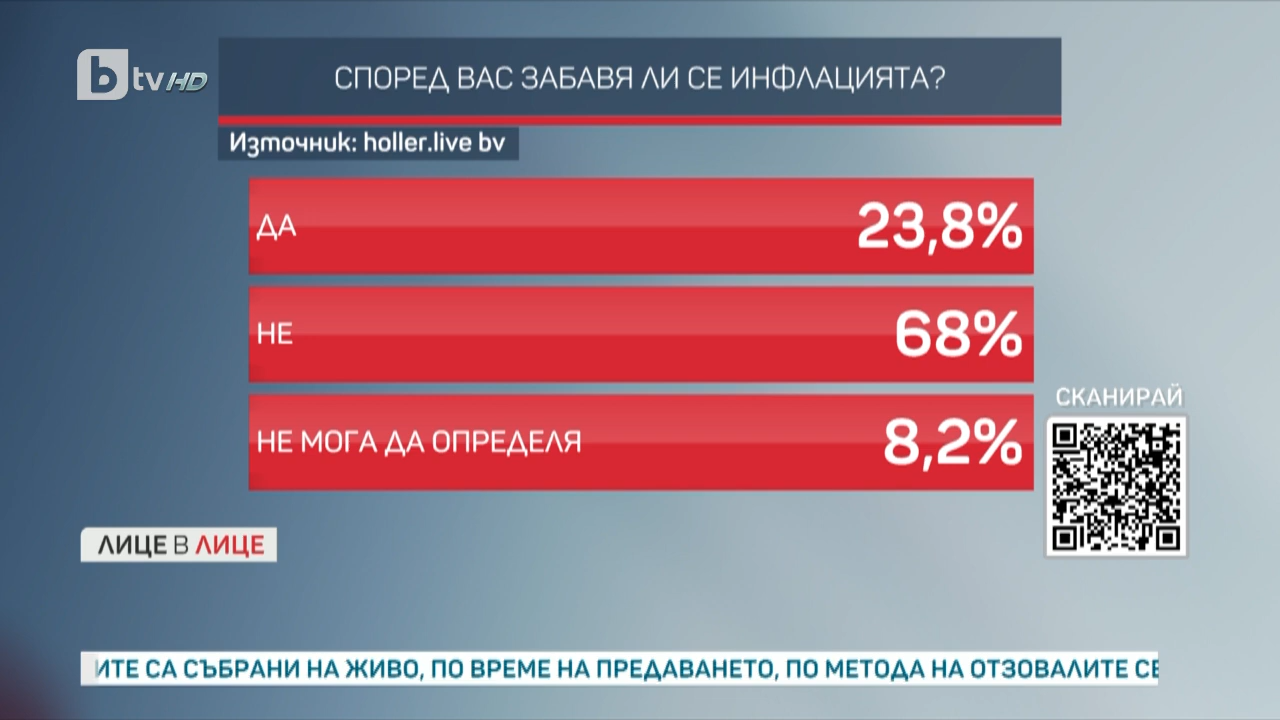 btv HD
СПОРЕД ВАС ЗАБАВЯ ЛИ СЕ ИНФЛАЦИЯТА?
Източник: holler.live bv
ДА 23,8%
НЕ 68%
НЕ МОГА ДА ОПРЕДЕЛЯ 8,2%
СКАНИРАЙ
ЛИЦЕ В ЛИЦЕ
ИТЕ СА СЪБРАНИ НА ЖИВО, ПО ВРЕМЕ НА ПРЕДАВАНЕТО, ПО МЕТОДА НА ОТЗОВАЛИТЕ СЕ